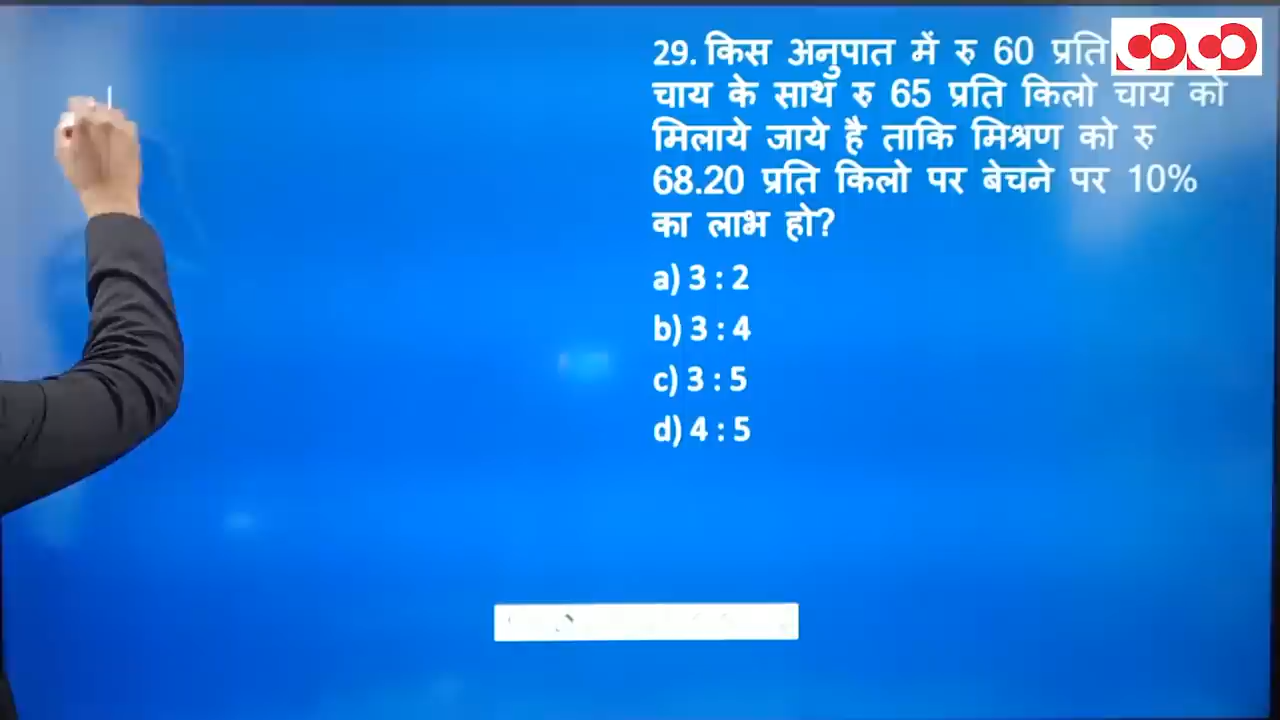 29. किस अनुपात में रु 60 प्रति
चाय के साथ रु 65 प्रति किलो चाय को
मिलाये जाये है ताकि मिश्रण को रु
68.20 प्रति किलो पर बेचने पर 10%
का लाभ हो?
a) 3 : 2
b) 3 : 4
c) 3 : 5
d) 4 : 5